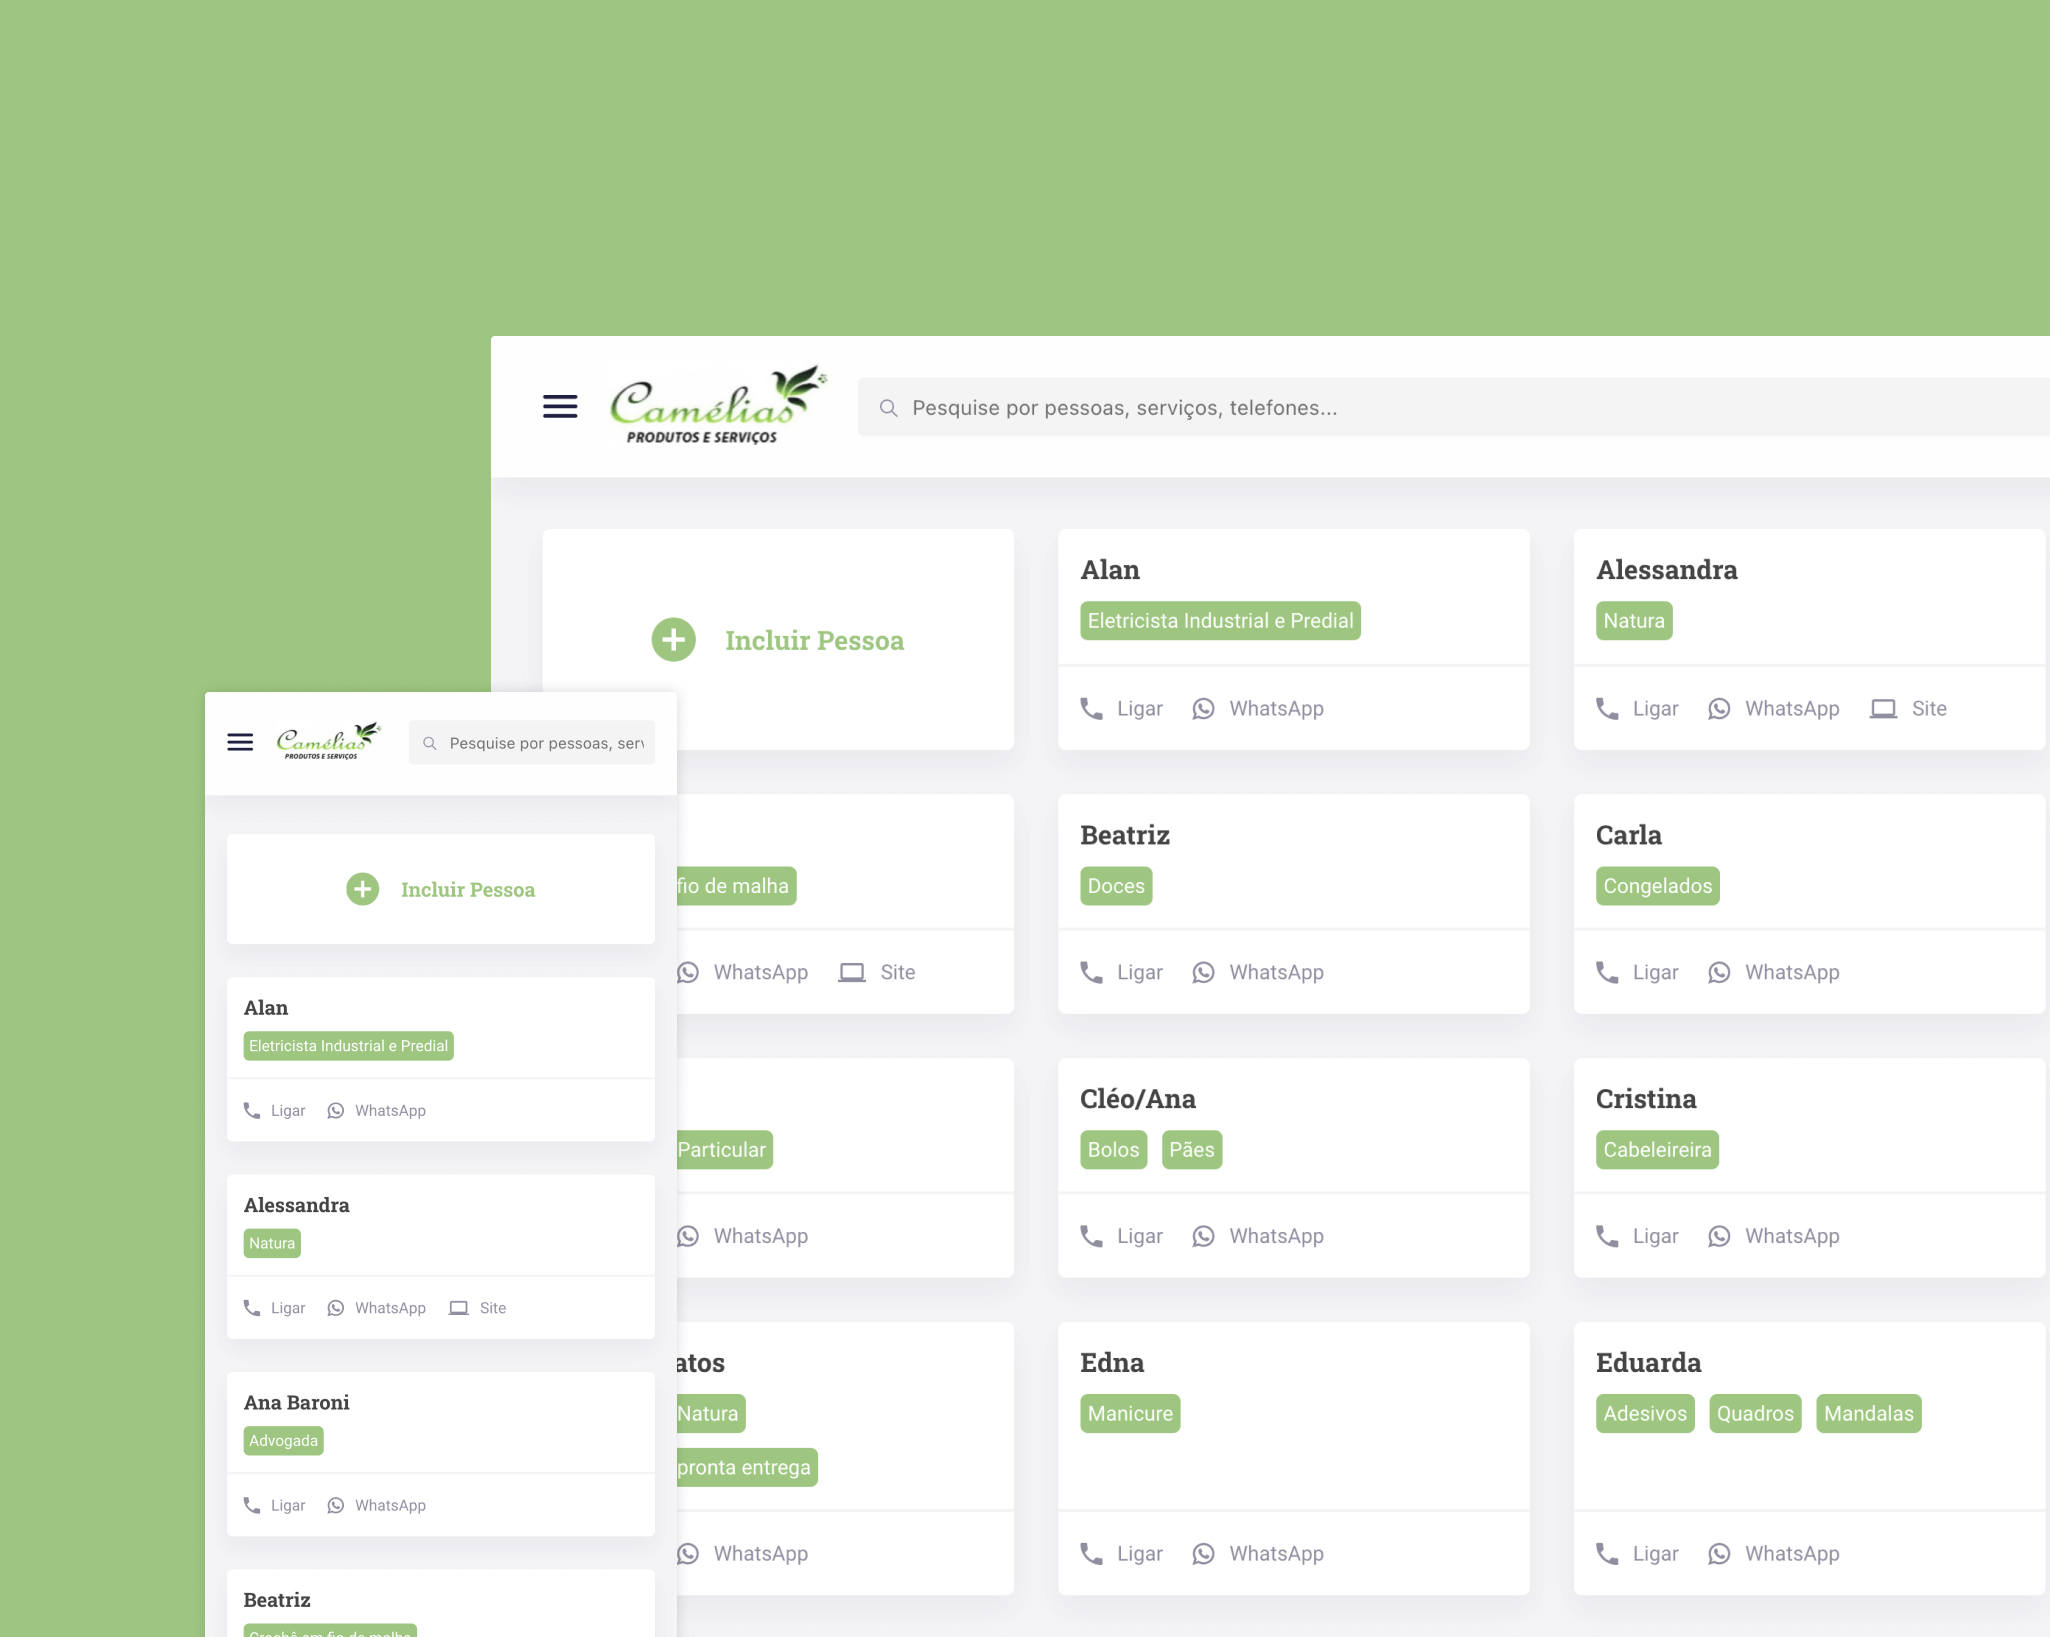 Camélias
PRODUTOS E SERVIÇOS
Pesquise por pessoas, serviços, telefones...
Incluir Pessoa
Alan
Eletricista Industrial e Predial
Ligar WhatsApp
Alessandra
Natura
Ligar WhatsApp Site
fio de malha
WhatsApp Site
Beatriz
Doces
Ligar WhatsApp
Carla
Congelados
Ligar WhatsApp
Particular
WhatsApp
Cléo/Ana
Bolos Pães
Ligar WhatsApp
Cristina
Cabeleireira
Ligar WhatsApp
atos
Natura
pronta entrega
WhatsApp
Edna
Manicure
Ligar WhatsApp
Eduarda
Adesivos Quadros Mandalas
Ligar WhatsApp
Camélias
PRODUTOS E SERVIÇOS
Pesquise por pessoas, serv
Incluir Pessoa
Alan
Eletricista Industrial e Predial
Ligar WhatsApp
Alessandra
Natura
Ligar WhatsApp Site
Ana Baroni
Advogada
Ligar WhatsApp
Beatriz